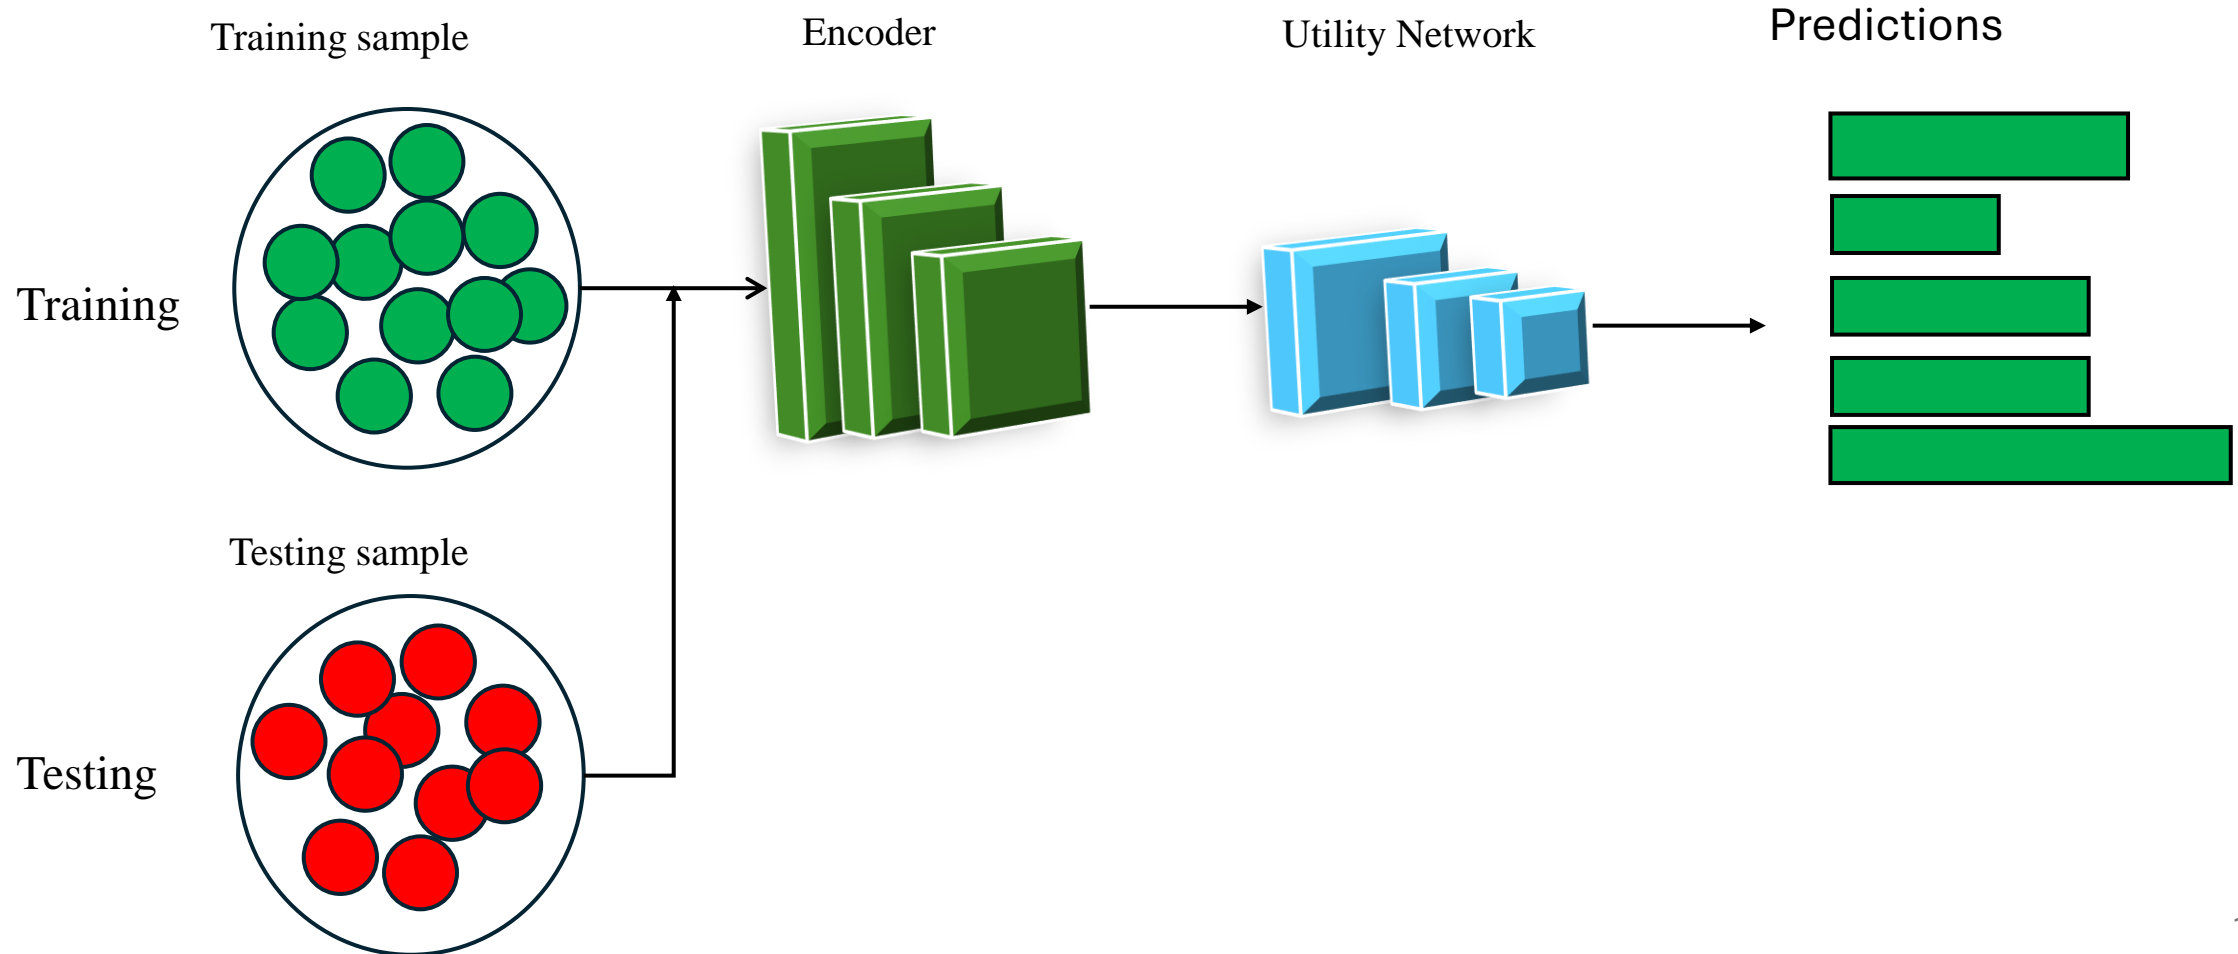 Training sample
Encoder
Utility Network
Predictions
Training
Testing sample
Testing